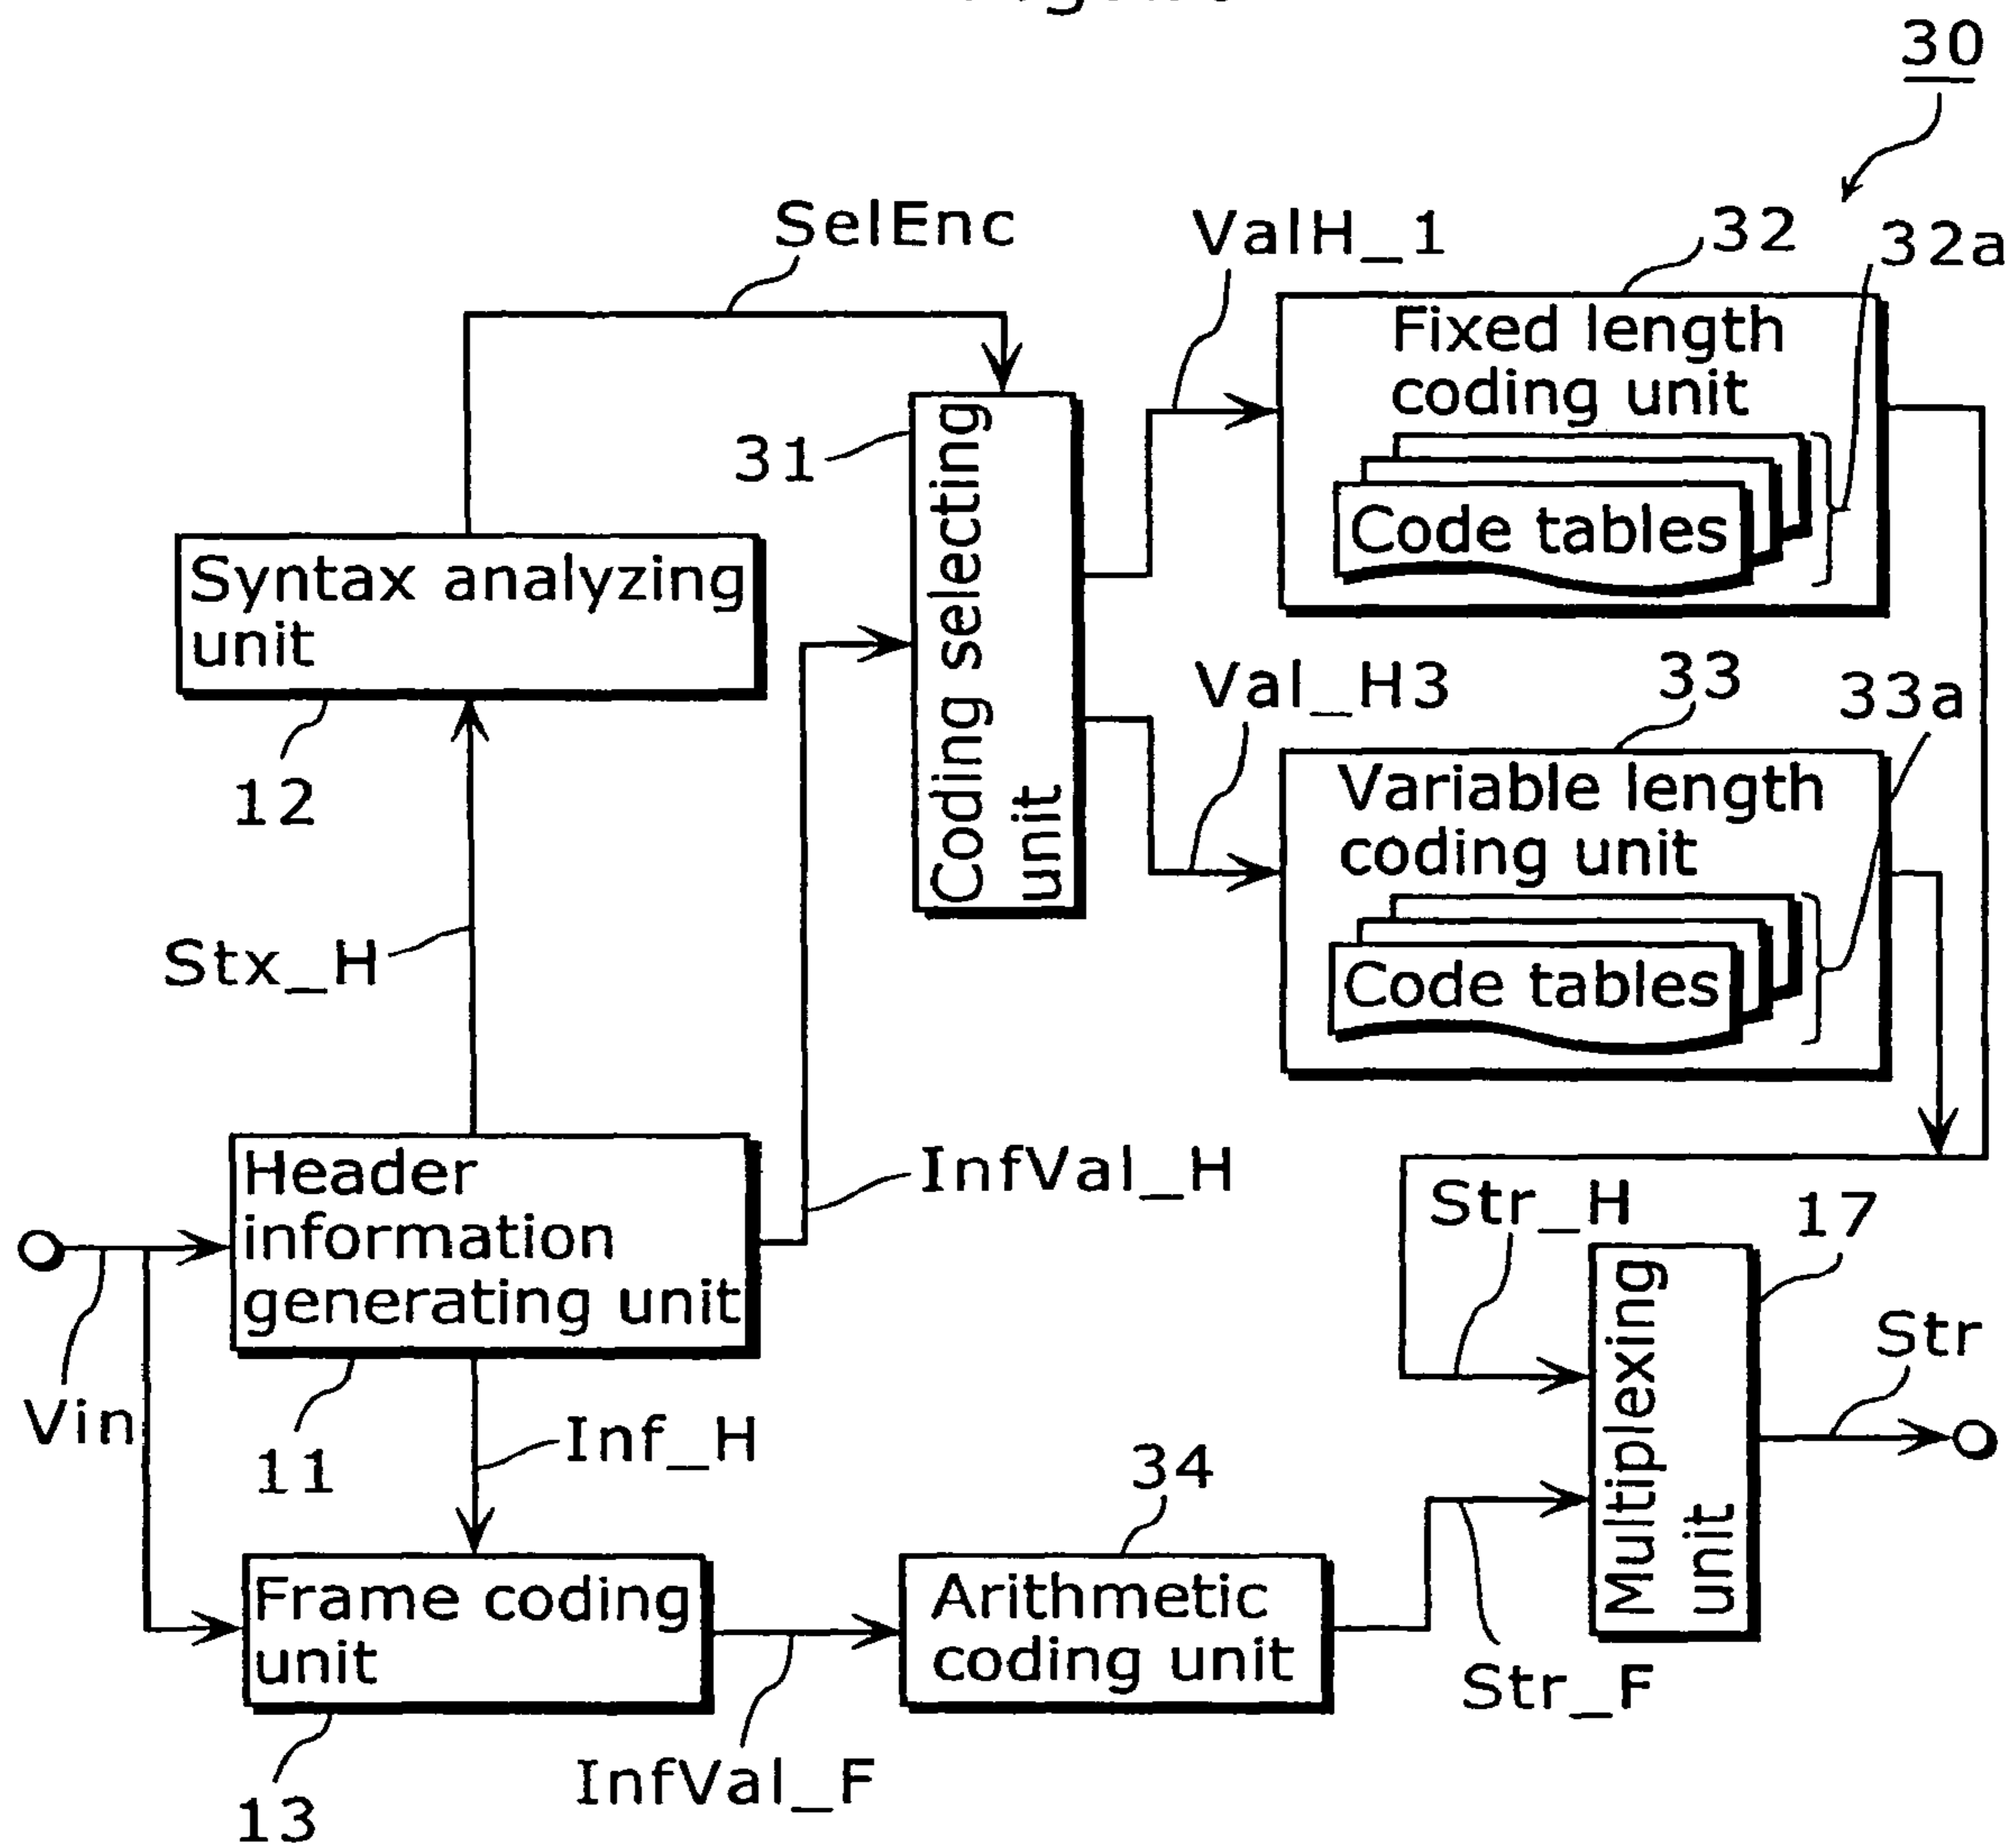 30
SelEnc
ValH_1
32
32a
Fixed length
coding unit
Code tables
31
Coding selecting
unit
Syntax analyzing
unit
12
Val_H3
33
33a
Variable length
coding unit
Code tables
Stx_H
Header
information
generating unit
InfVal_H
Str_H
17
Multiplexing
unit
Str
Vin
11
Inf_H
34
Frame coding
unit
Arithmetic
coding unit
Str_F
13
InfVal_F